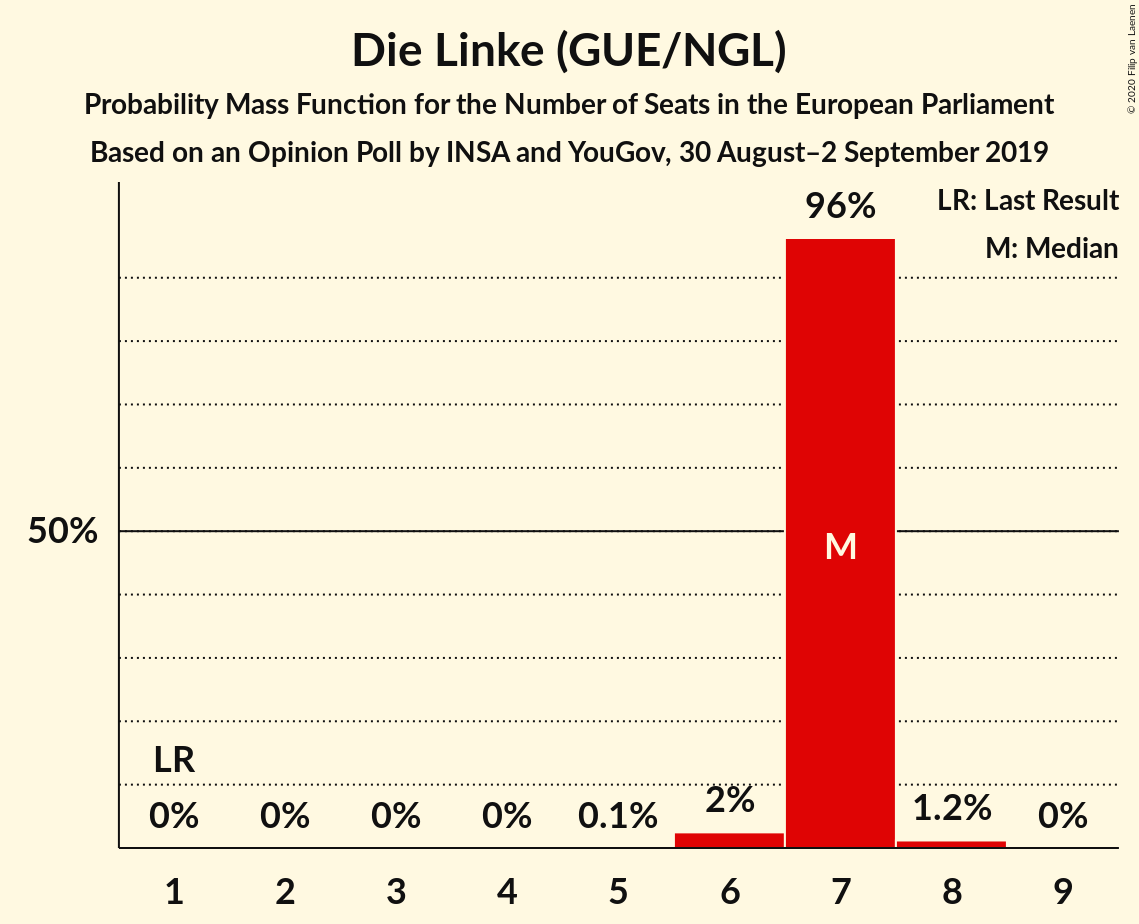 Die Linke (GUE/NGL)
Probability Mass Function for the Number of Seats in the European Parliament
Based on an Opinion Poll by INSA and YouGov, 30 August–2 September 2019
© 2020 Filip van Laenen
LR: Last Result
M: Median
96%
50%
M
LR
0%
0%
0%
0%
0.1%
2%
1.2%
0%
1 2 3 4 5 6 7 8 9